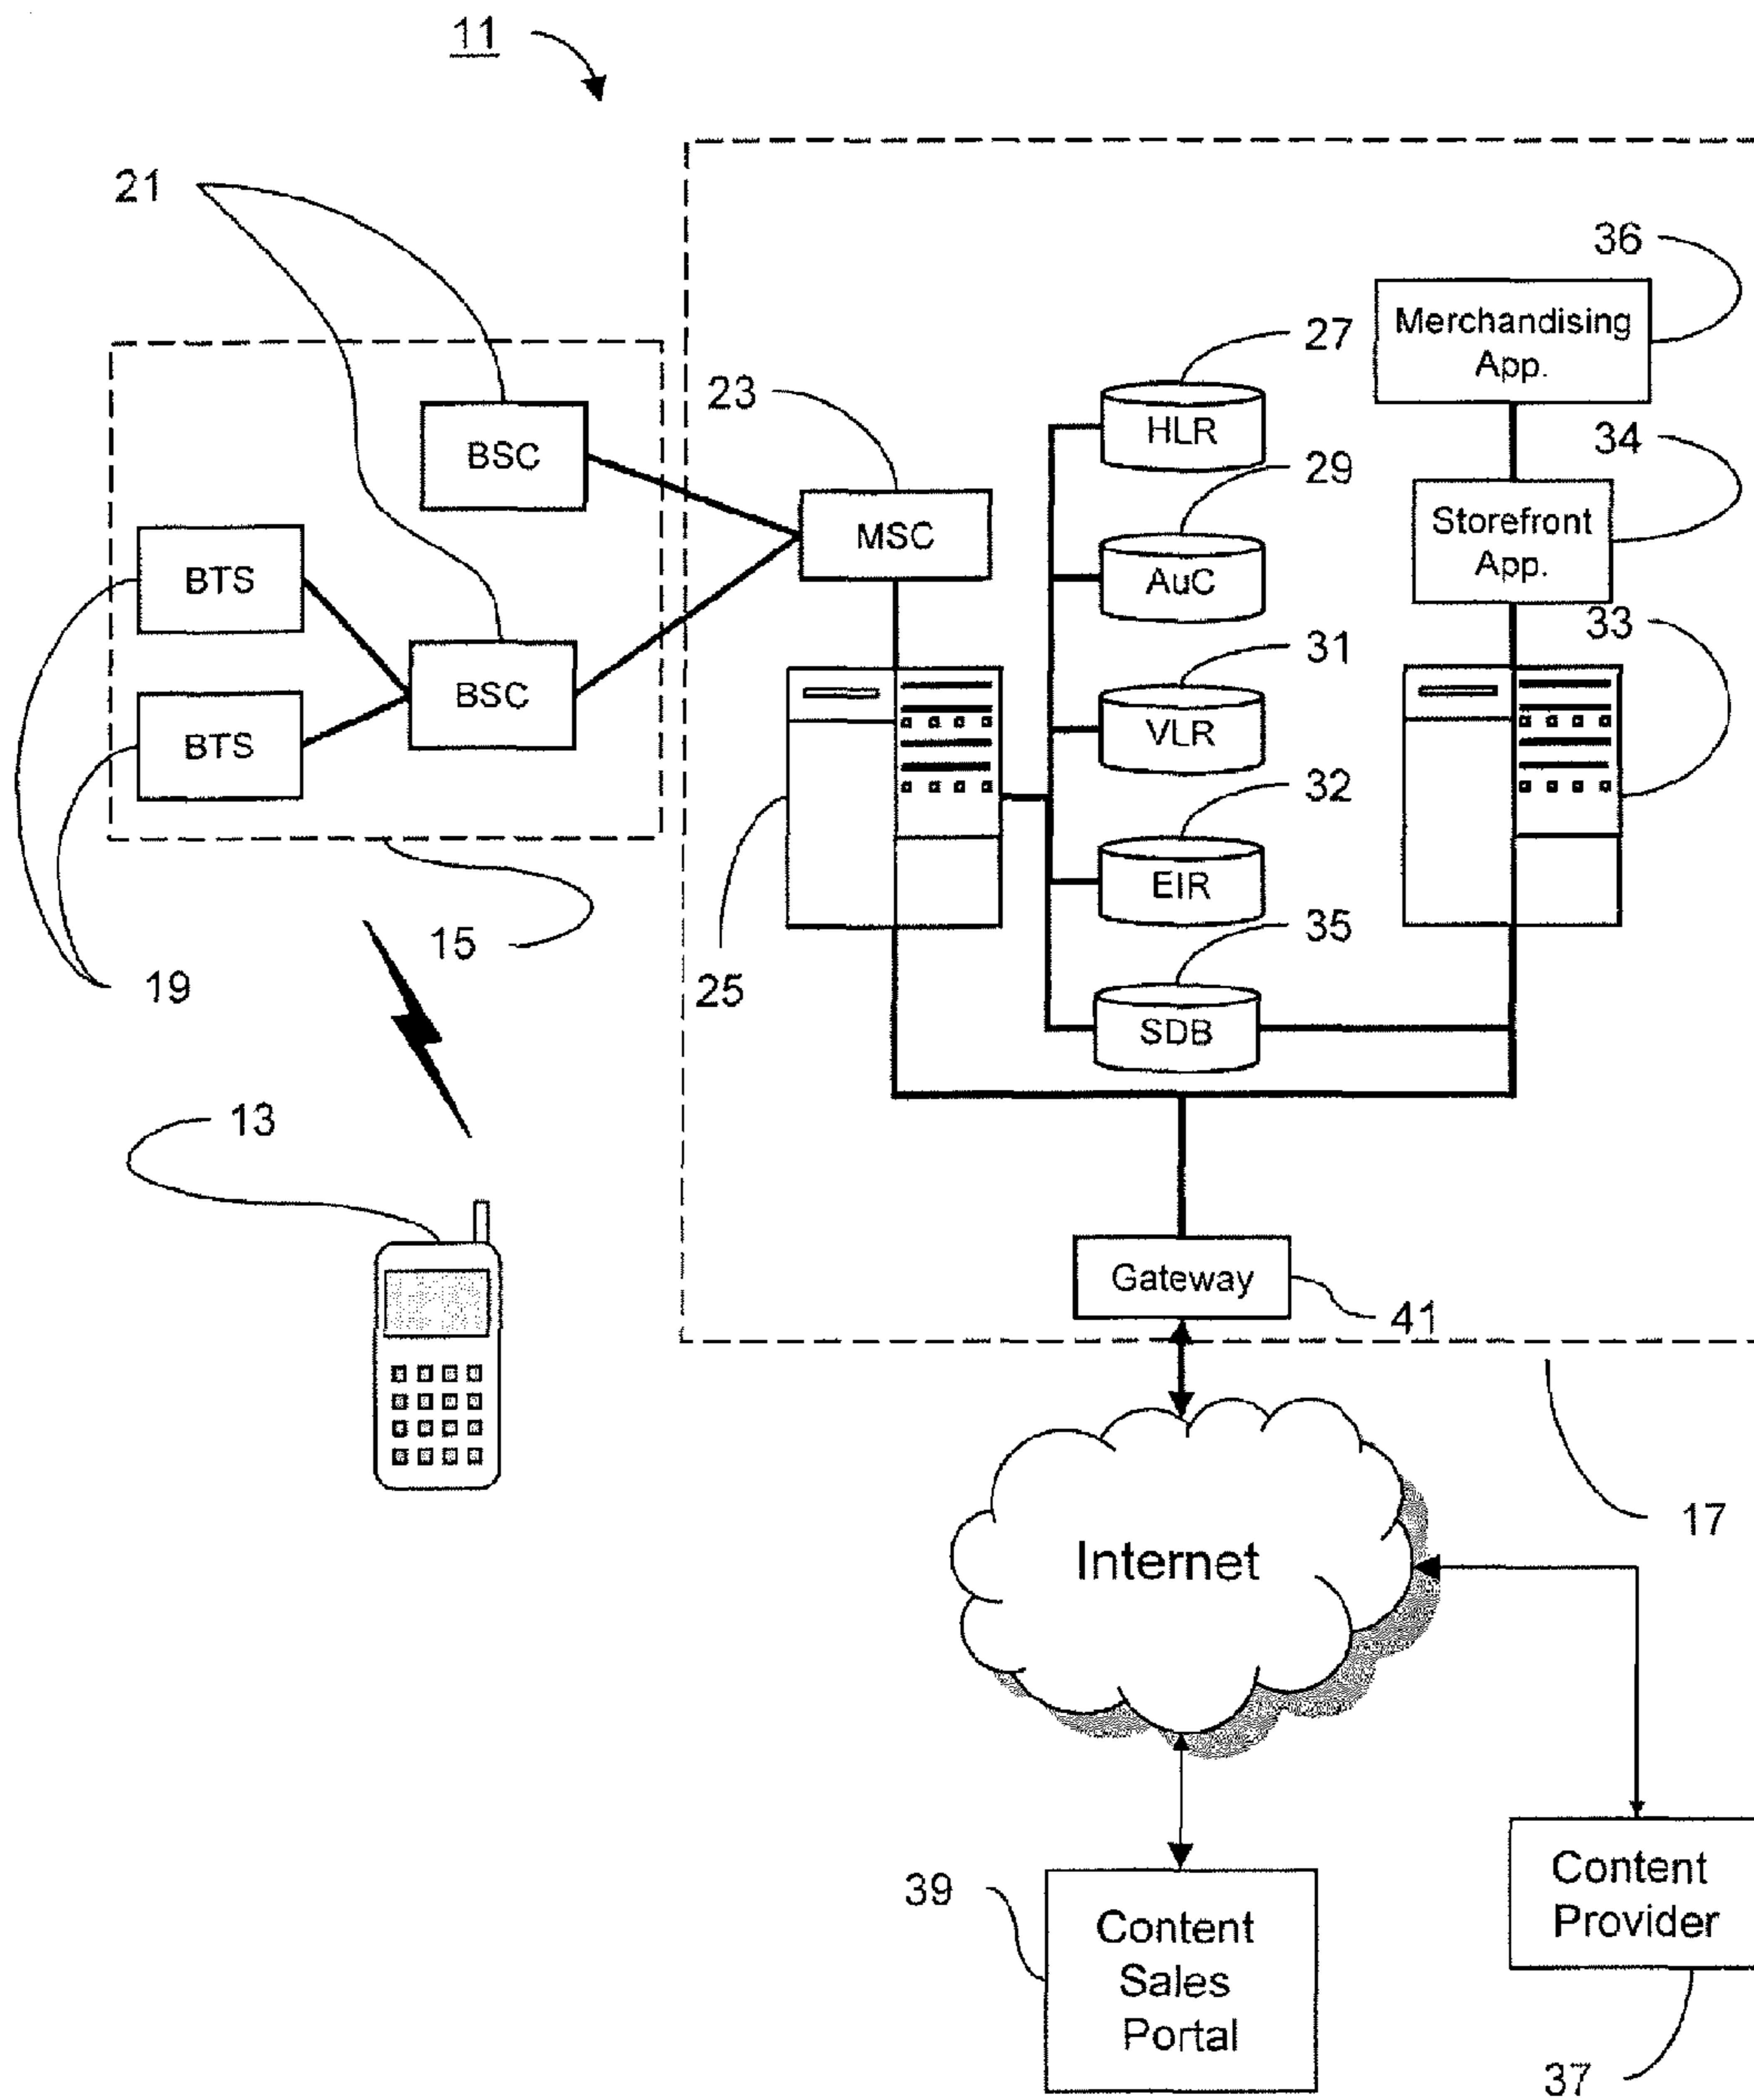 11
21
36
Merchandising
App.
27
23
HLR
34
BSC
29
MSC
Storefront
App.
BTS
AuC
33
31
BSC
BTS
VLR
32
EIR
35
15
19
25
SDB
13
Gateway
41
17
Internet
39
Content
Sales
Portal
Content
Provider
37